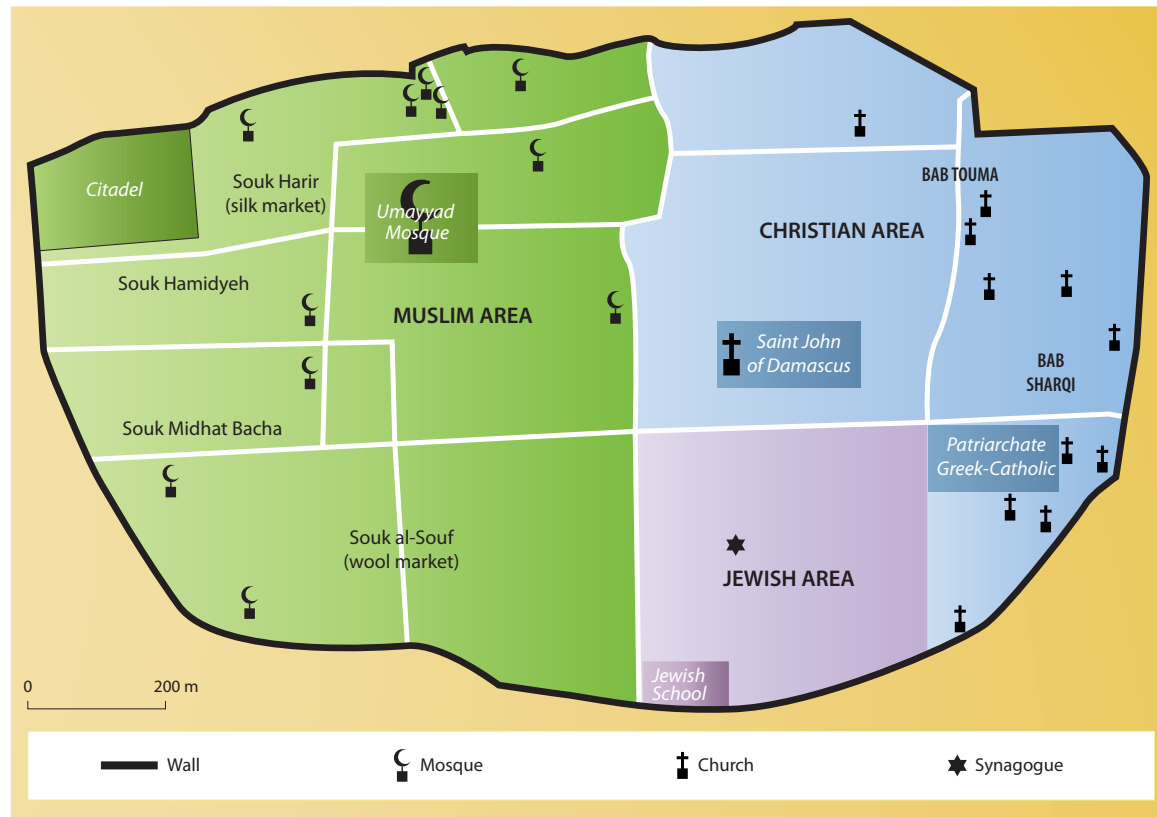 Citadel
Souk Harir
(silk market)
Umayyad
Mosque
BAB TOUMA
CHRISTIAN AREA
Souk Hamidyeh
MUSLIM AREA
Saint John
of Damascus
BAB
SHARQI
Souk Midhat Bacha
Patriarchate
Greek-Catholic
Souk al-Souf
(wool market)
JEWISH AREA
Jewish
School
0 200 m
Wall
Mosque
Church
Synagogue